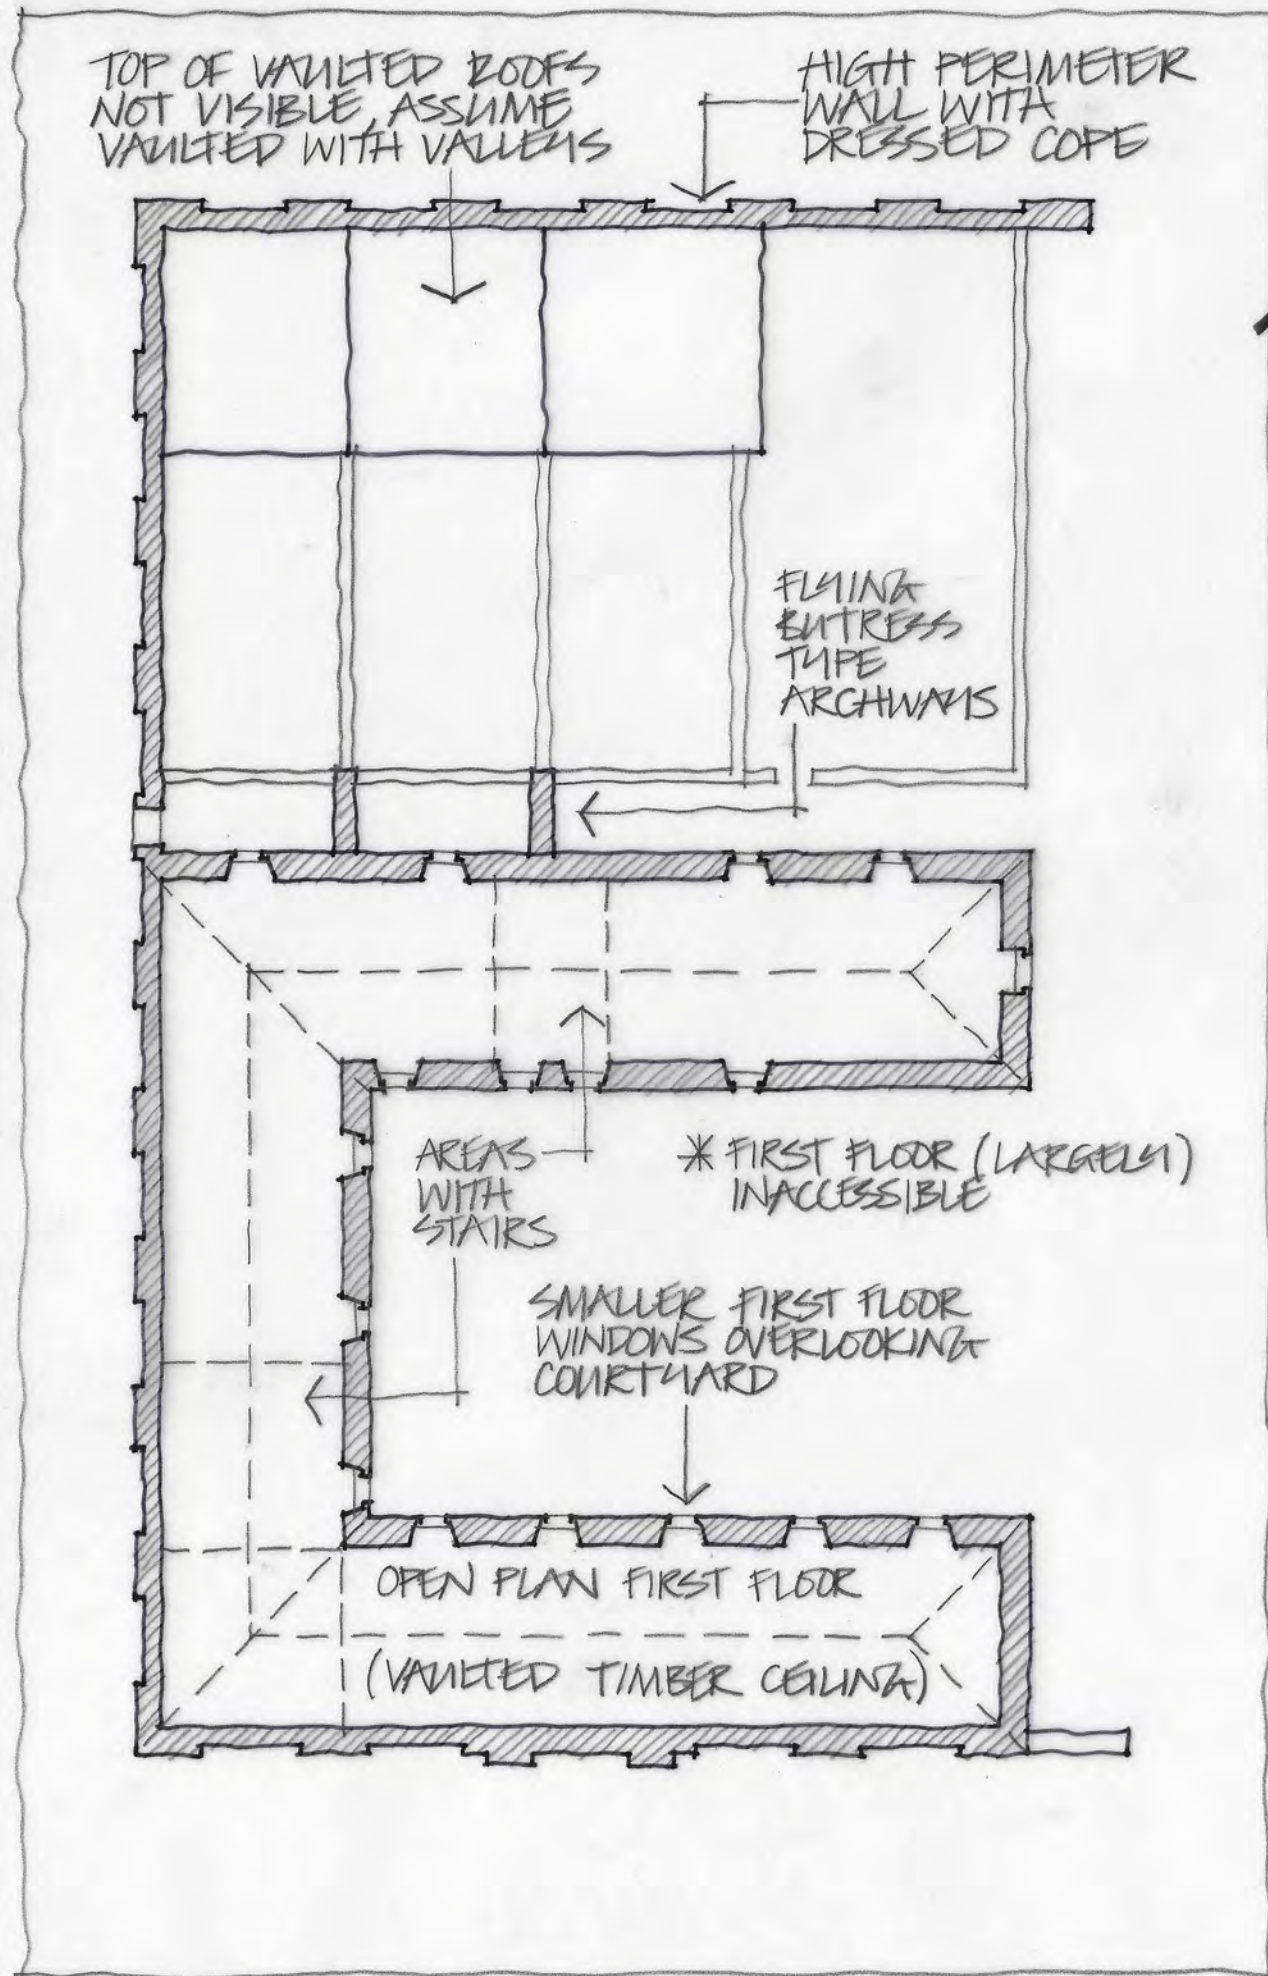 TOP OF VAULTED ROOFS
NOT VISIBLE, ASSUME
VAULTED WITH VALLEYS
HIGH PERIMETER
WALL WITH
DRESSED COPE
FLYING
BUTRESS
TYPE
ARCHWAYS
AREAS
WITH
STAIRS
* FIRST FLOOR (LARGELY)
INACCESSIBLE
SMALLER FIRST FLOOR
WINDOWS OVERLOOKING
COURTYARD
OPEN PLAN FIRST FLOOR
(VAULTED TIMBER CEILING)